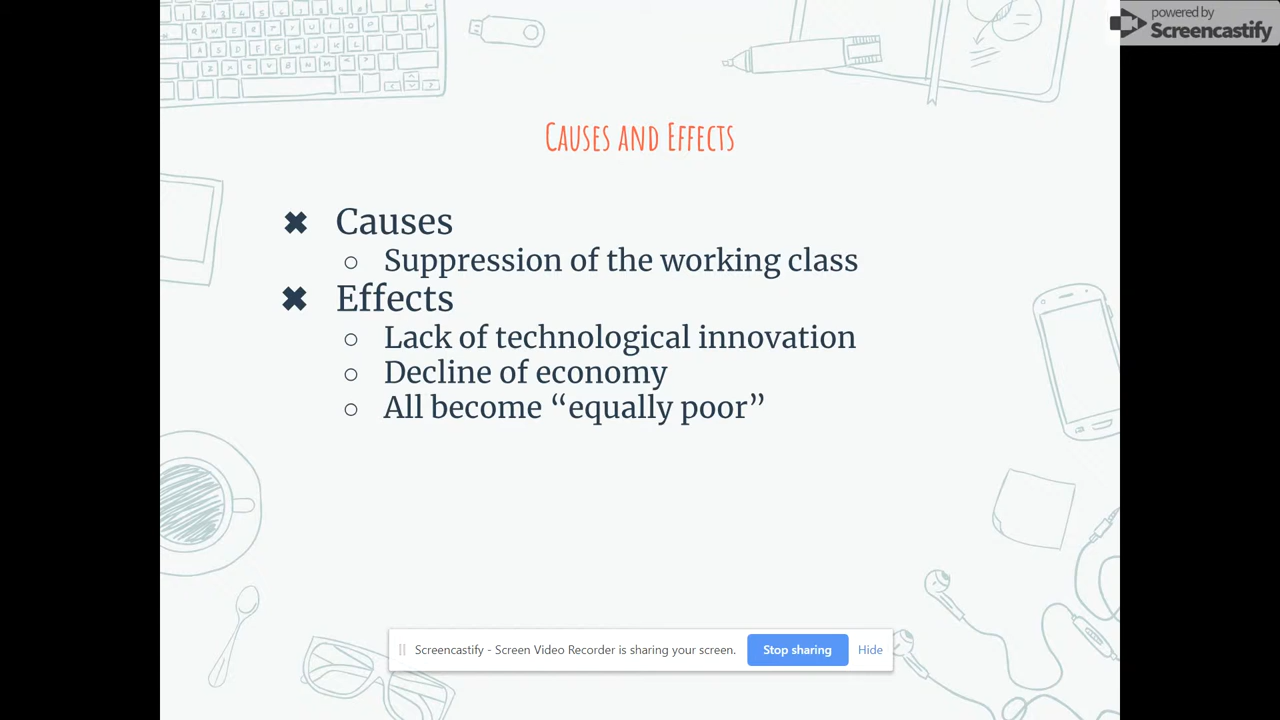 powered by
Screencastify
Causes and Effects
✖ Causes
○ Suppression of the working class
✖ Effects
○ Lack of technological innovation
○ Decline of economy
○ All become “equally poor”
Screencastify - Screen Video Recorder is sharing your screen. Stop sharing Hide